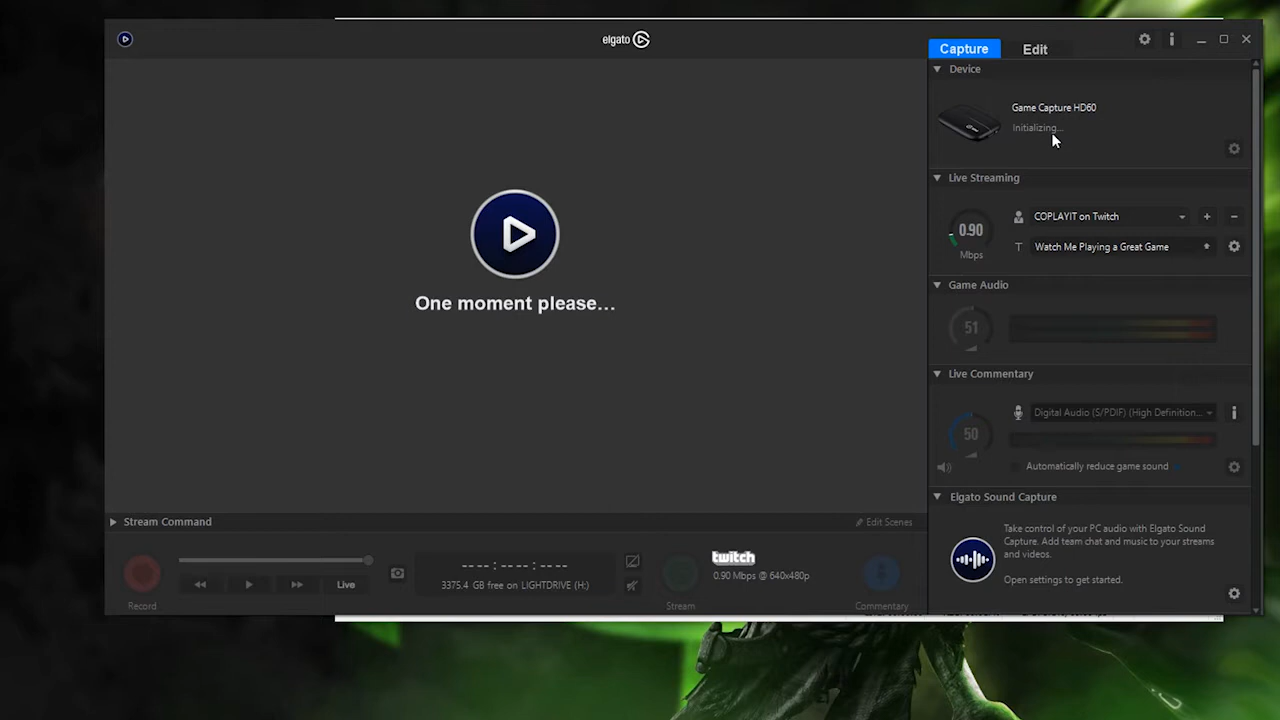 elgato
Capture
Edit
Device
Game Capture HD60
Initializing...
Live Streaming
0.90
Mbps
COPLAYIT on Twitch
Watch Me Playing a Great Game
Game Audio
51
Live Commentary
Digital Audio (S/PDIF) (High Definition...
50
Automatically reduce game sound
Elgato Sound Capture
Take control of your PC audio with Elgato Sound
Capture. Add team chat and music to your streams
and videos.
Open settings to get started.
One moment please...
Stream Command
Edit Scenes
Live
Record
-- -- : -- -- : -- --
3375.4 GB free on LIGHTDRIVE (H:)
Stream
twitch
0.90 Mbps @ 640x480p
Commentary